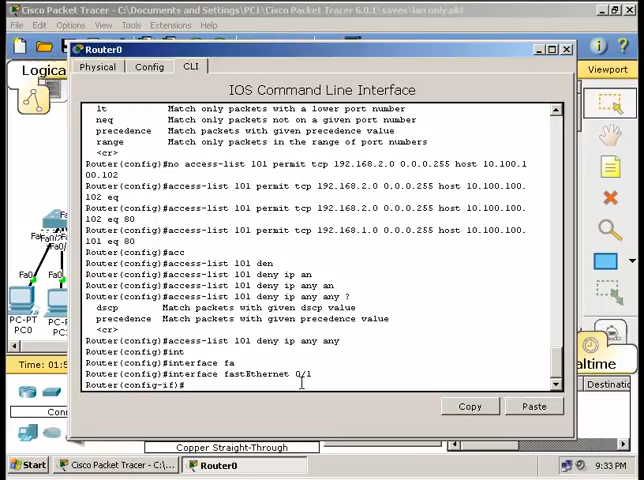 Cisco Packet Tracer - C:\Documents and Settings\PC1\
File Edit Options View Tools Extensions Help
Router0
Physical Config CLI
Logica
Viewport
IOS Command Line Interface
lt Match only packets with a lower port number
neq Match only packets not on a given port number
precedence Match packets with given precedence value
range Match only packets in the range of port numbers
<cr>
Router(config)#no access-list 101 permit tcp 192.168.2.0 0.0.0.255 host 10.100.1
00.102
Router(config)#access-list 101 permit tcp 192.168.2.0 0.0.0.255 host 10.100.100.
102 eq
Router(config)#access-list 101 permit tcp 192.168.2.0 0.0.0.255 host 10.100.100.
102 eq 80
Router(config)#access-list 101 permit tcp 192.168.1.0 0.0.0.255 host 10.100.100.
101 eq 80
Router(config)#acc
Router(config)#access-list 101 den
Router(config)#access-list 101 deny ip an
Router(config)#access-list 101 deny ip any an
Router(config)#access-list 101 deny ip any any ?
dscp Match packets with given dscp value
precedence Match packets with given precedence value
<cr>
Router(config)#access-list 101 deny ip any any
Router(config)#int
Router(config)#interface fa
Router(config)#interface fastEthernet 0/1
Router(config-if)#
Fa0/
Fa0
PC-PT
PC0
Time: 01:5
ealtime
Destinatio
Copy Paste
Copper Straight-Through
Start Cisco Packet Tracer - C:\... Router0 9:33 PM